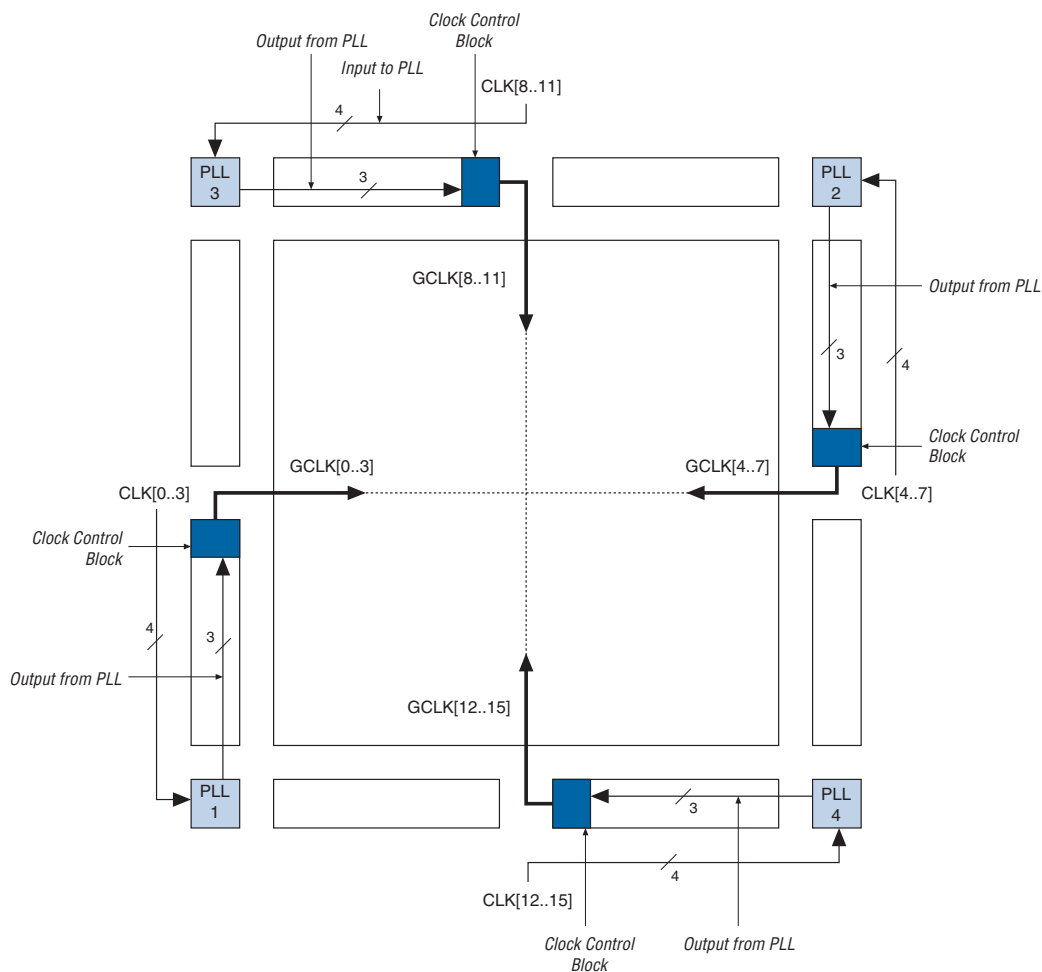 Clock Control
Block
Output from PLL
Input to PLL
CLK[8..11]
4
PLL
3
3
PLL
2
GCLK[8..11]
Output from PLL
3
4
Clock Control
Block
GCLK[0..3]
GCLK[4..7]
CLK[0..3]
CLK[4..7]
Clock Control
Block
4
3
Output from PLL
GCLK[12..15]
PLL
1
3
PLL
4
4
CLK[12..15]
Clock Control
Block
Output from PLL